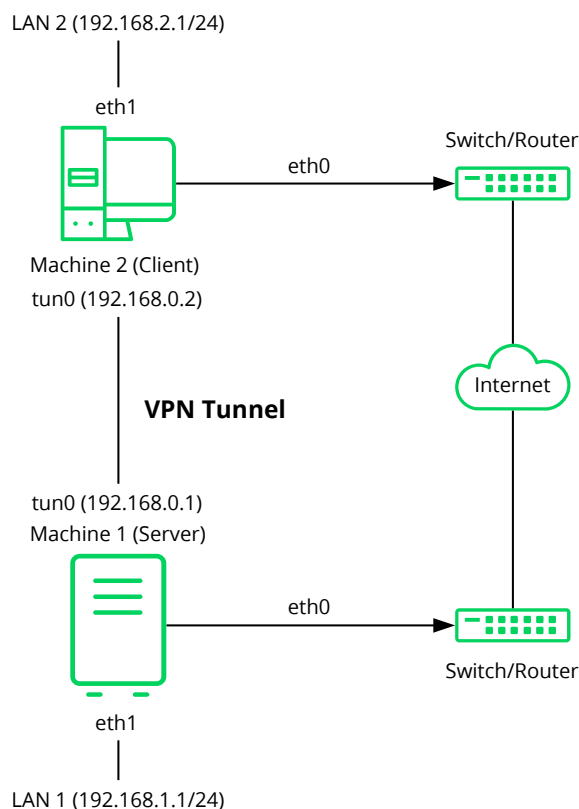 LAN 2 (192.168.2.1/24)
eth1
Switch/Router
eth0
Machine 2 (Client)
tun0 (192.168.0.2)
Internet
VPN Tunnel
tun0 (192.168.0.1)
Machine 1 (Server)
eth0
Switch/Router
eth1
LAN 1 (192.168.1.1/24)